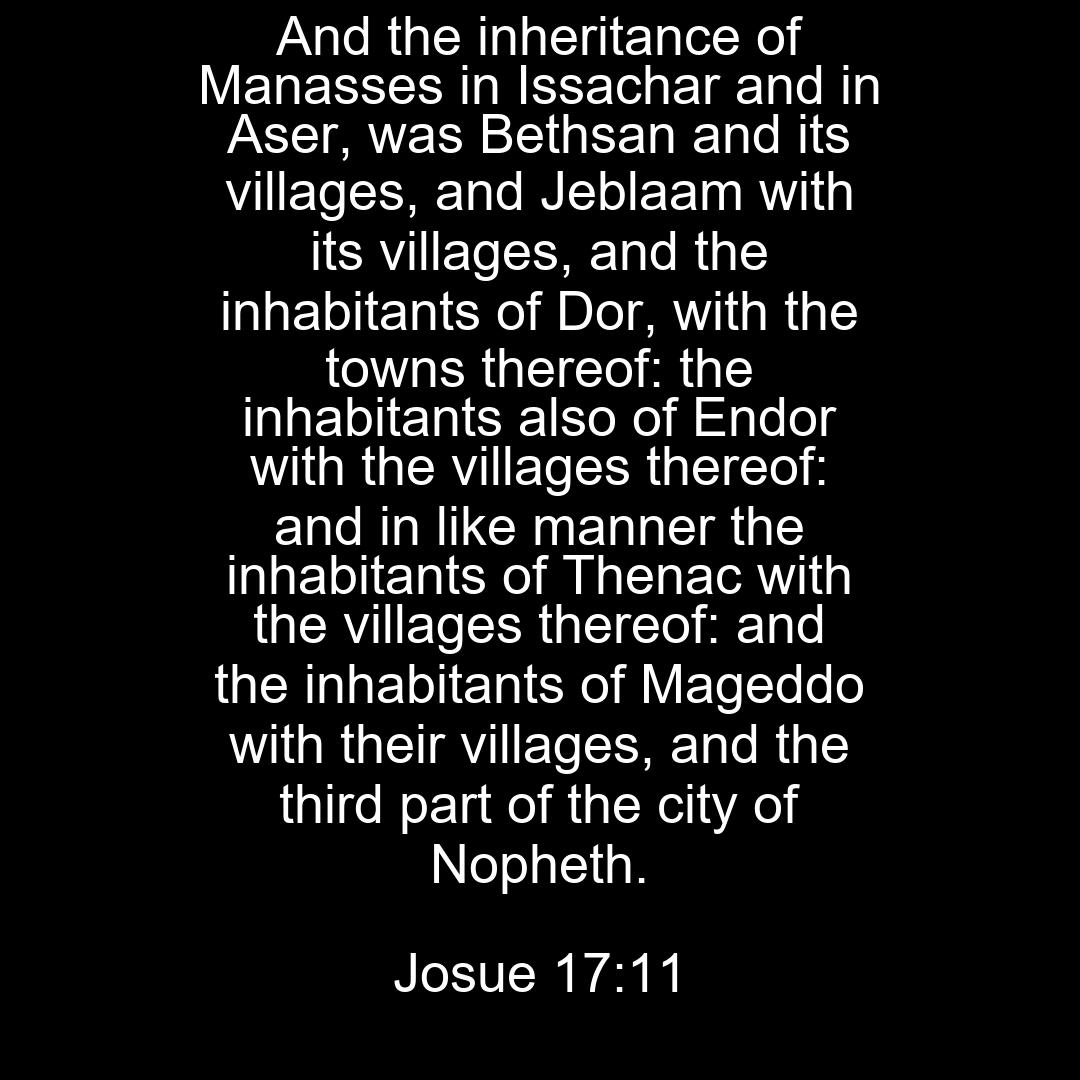 And the inheritance of
Manasses in Issachar and in
Aser, was Bethsan and its
villages, and Jeblaam with
its villages, and the
inhabitants of Dor, with the
towns thereof: the
inhabitants also of Endor
with the villages thereof:
and in like manner the
inhabitants of Thenac with
the villages thereof: and
the inhabitants of Mageddo
with their villages, and the
third part of the city of
Nopheth.
Josue 17:11